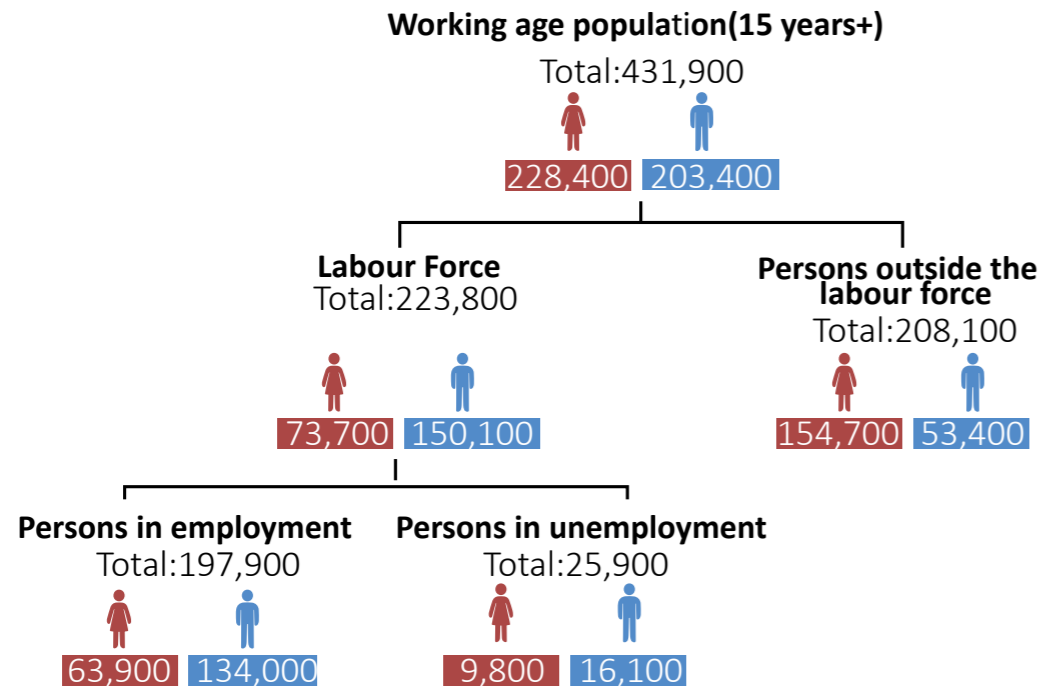 Working age population(15 years+)
Total:431,900
228,400 203,400
Labour Force
Total:223,800
73,700 150,100
Persons outside the
labour force
Total:208,100
154,700 53,400
Persons in employment
Total:197,900
63,900 134,000
Persons in unemployment
Total:25,900
9,800 16,100